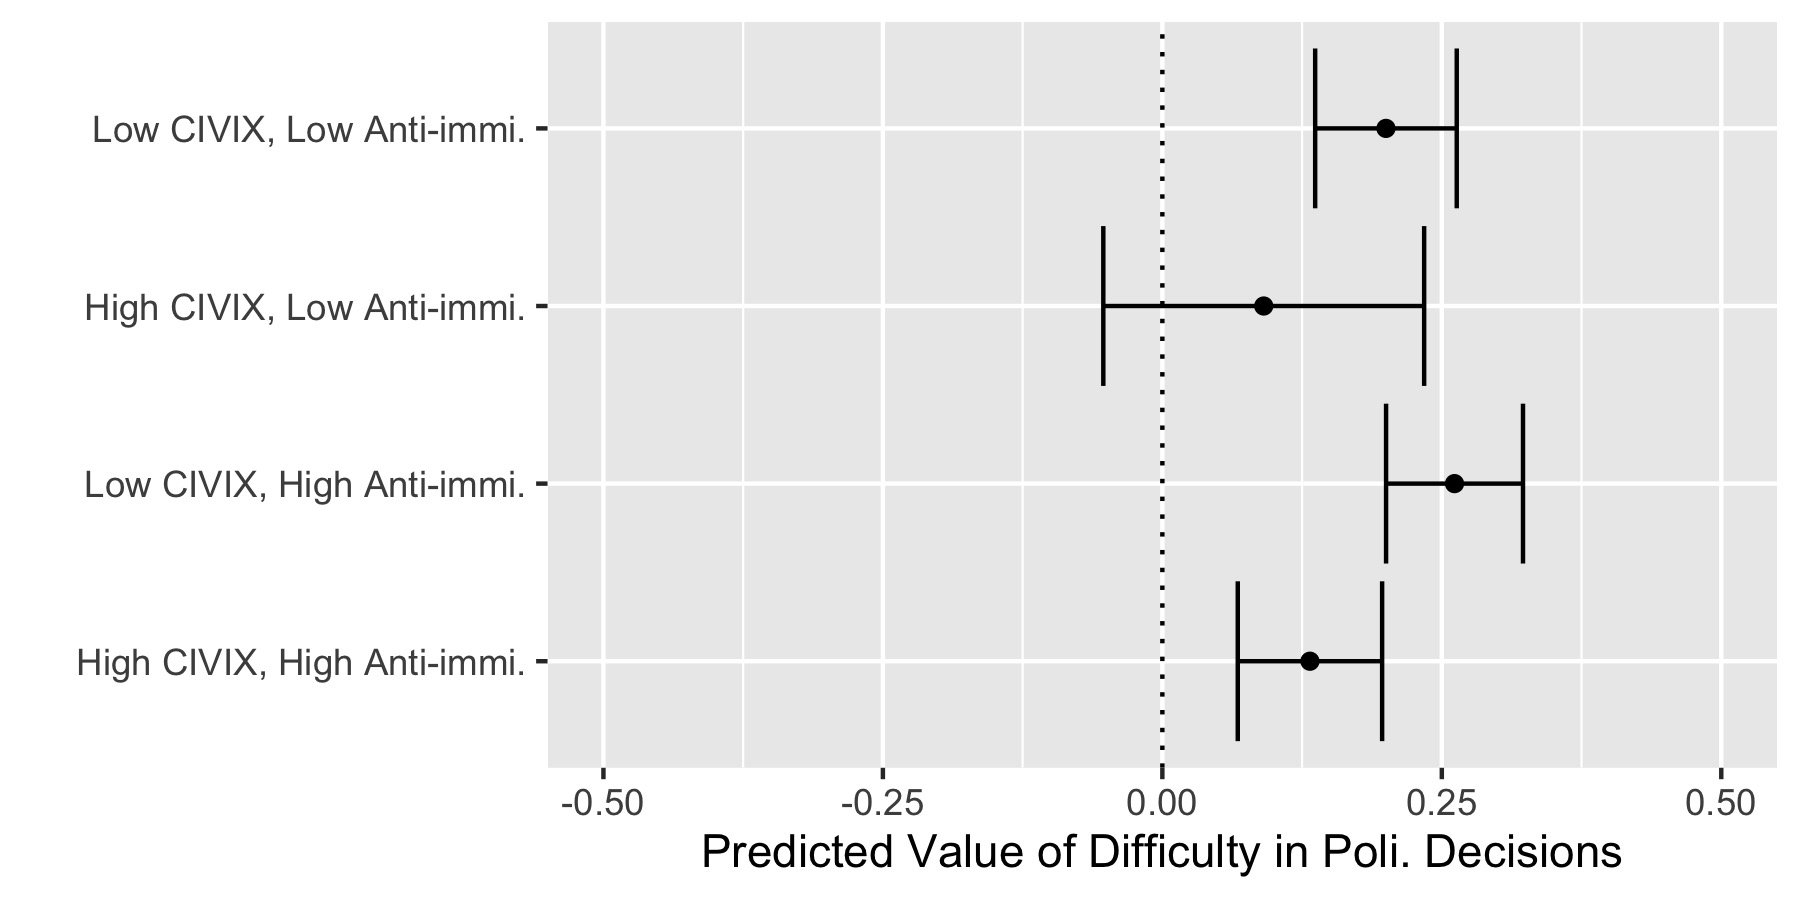 Low CIVIX, Low Anti-immi.
High CIVIX, Low Anti-immi.
Low CIVIX, High Anti-immi.
High CIVIX, High Anti-immi.
-0.50 -0.25 0.00 0.25 0.50
Predicted Value of Difficulty in Poli. Decisions